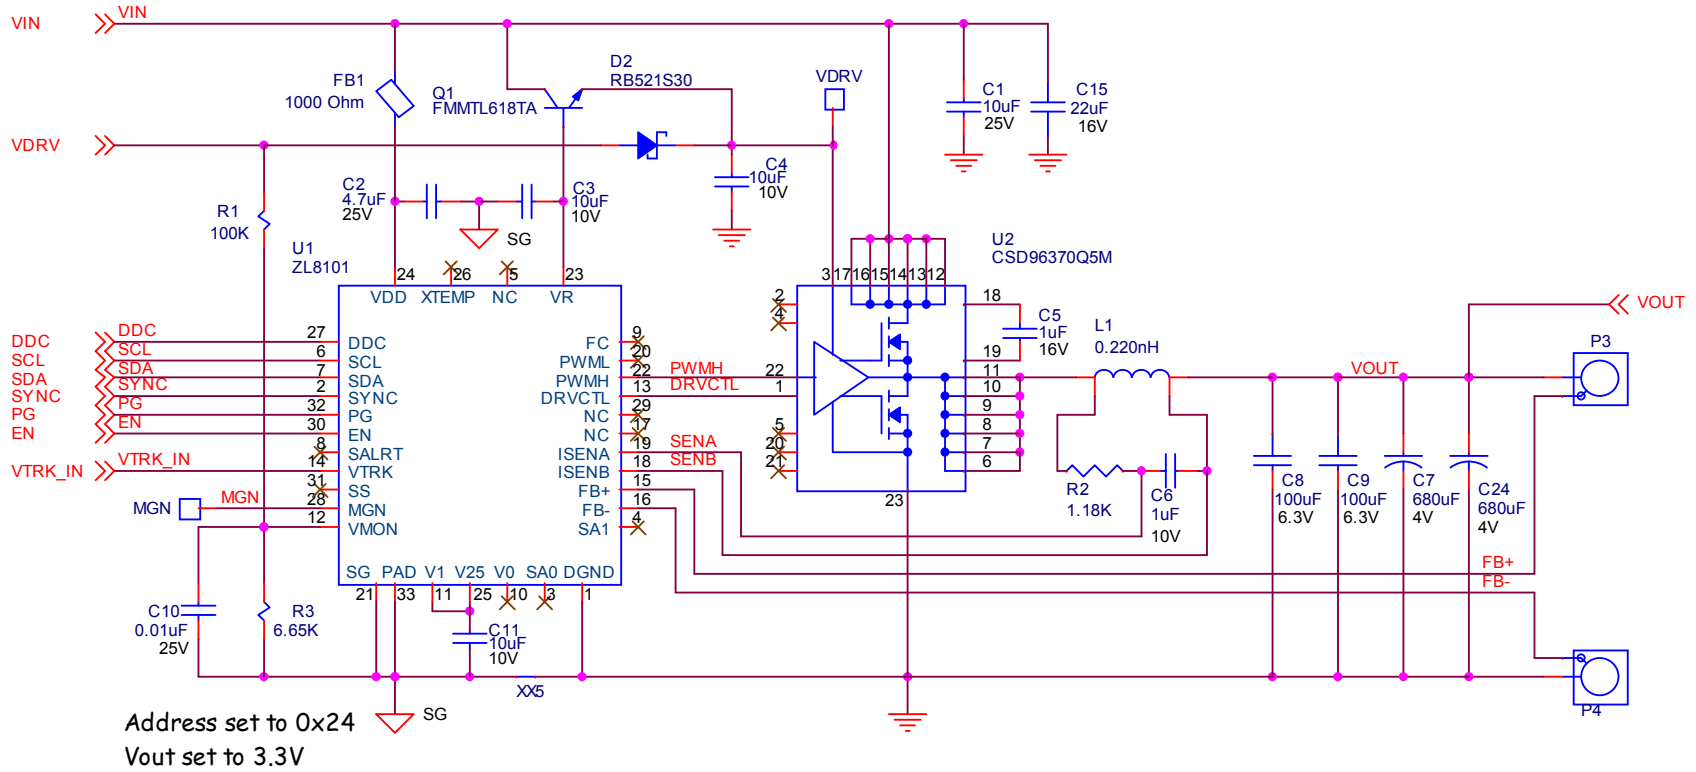 VIN
VIN
D2
RB521S30
FB1
1000 Ohm
Q1
FMMTL618TA
VDRV
C1
10uF
25V
C15
22uF
16V
VDRV
C2
4.7uF
25V
C3
10uF
10V
C4
10uF
10V
R1
100K
SG
U1
ZL8101
U2
CSD96370Q5M
24
26
5
23
VDD
XTEMP
NC
VR
3
17
16
15
14
13
12
2
4
18
C5
1uF
16V
19
L1
0.220nH
VOUT
VOUT
P3
DDC
DDC
27
DDC
SCL
SCL
6
SCL
SDA
SDA
7
SDA
SYNC
SYNC
2
SYNC
PG
PG
32
PG
EN
EN
30
EN
8
SALRT
VTRK_IN
VTRK_IN
14
VTRK
31
SS
MGN
MGN
28
MGN
12
VMON
FC
9
PWML
20
PWMH
22
PWMH
22
DRVCTL
13
DRVCTL
1
NC
29
NC
17
ISENA
19
SENA
ISENB
18
SENB
FB+
15
FB-
16
SA1
4
5
20
21
11
10
9
8
7
6
23
R2
1.18K
C6
1uF
10V
C8
100uF
6.3V
C9
100uF
6.3V
C7
680uF
4V
C24
680uF
4V
FB+
FB-
SG
PAD
V1
V25
V0
SA0
DGND
21
33
11
25
10
3
1
C10
0.01uF
25V
R3
6.65K
C11
10uF
10V
XX5
SG
P4
Address set to 0x24
Vout set to 3.3V